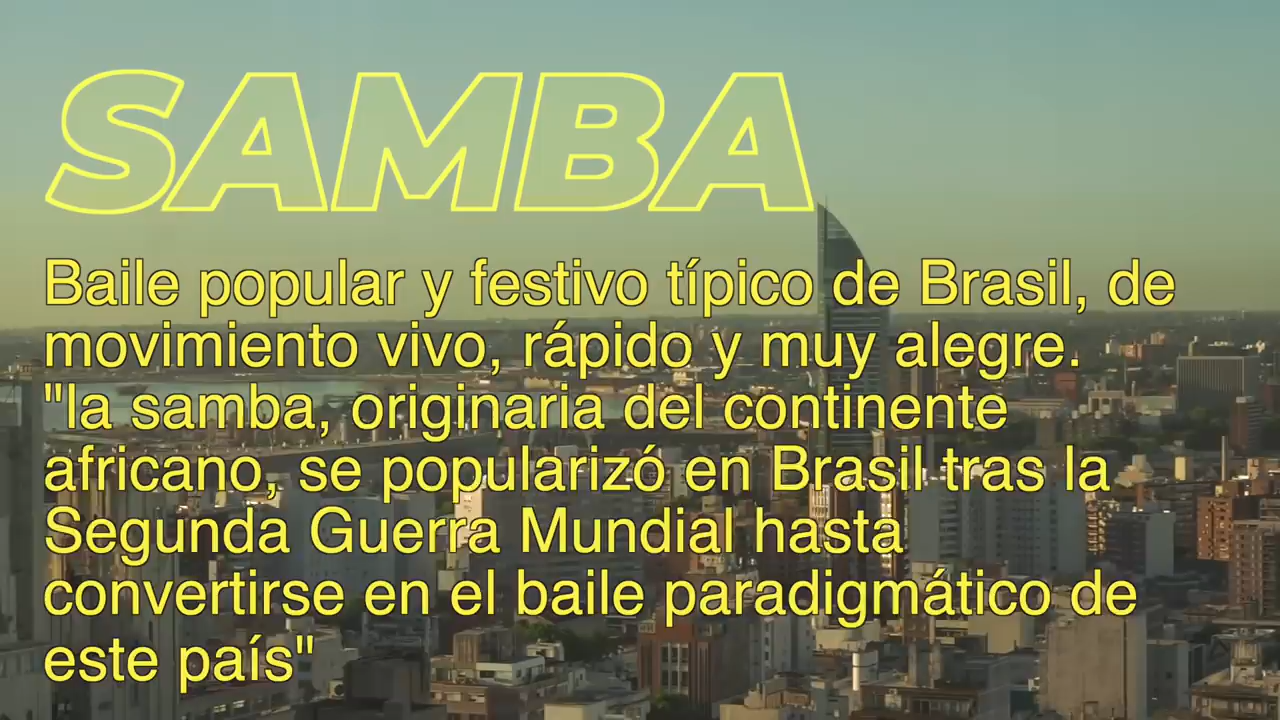 SAMBA
Baile popular y festivo típico de Brasil, de
movimiento vivo, rápido y muy alegre.
"la samba, originaria del continente
africano, se popularizó en Brasil tras la
Segunda Guerra Mundial hasta
convertirse en el baile paradigmático de
este país"